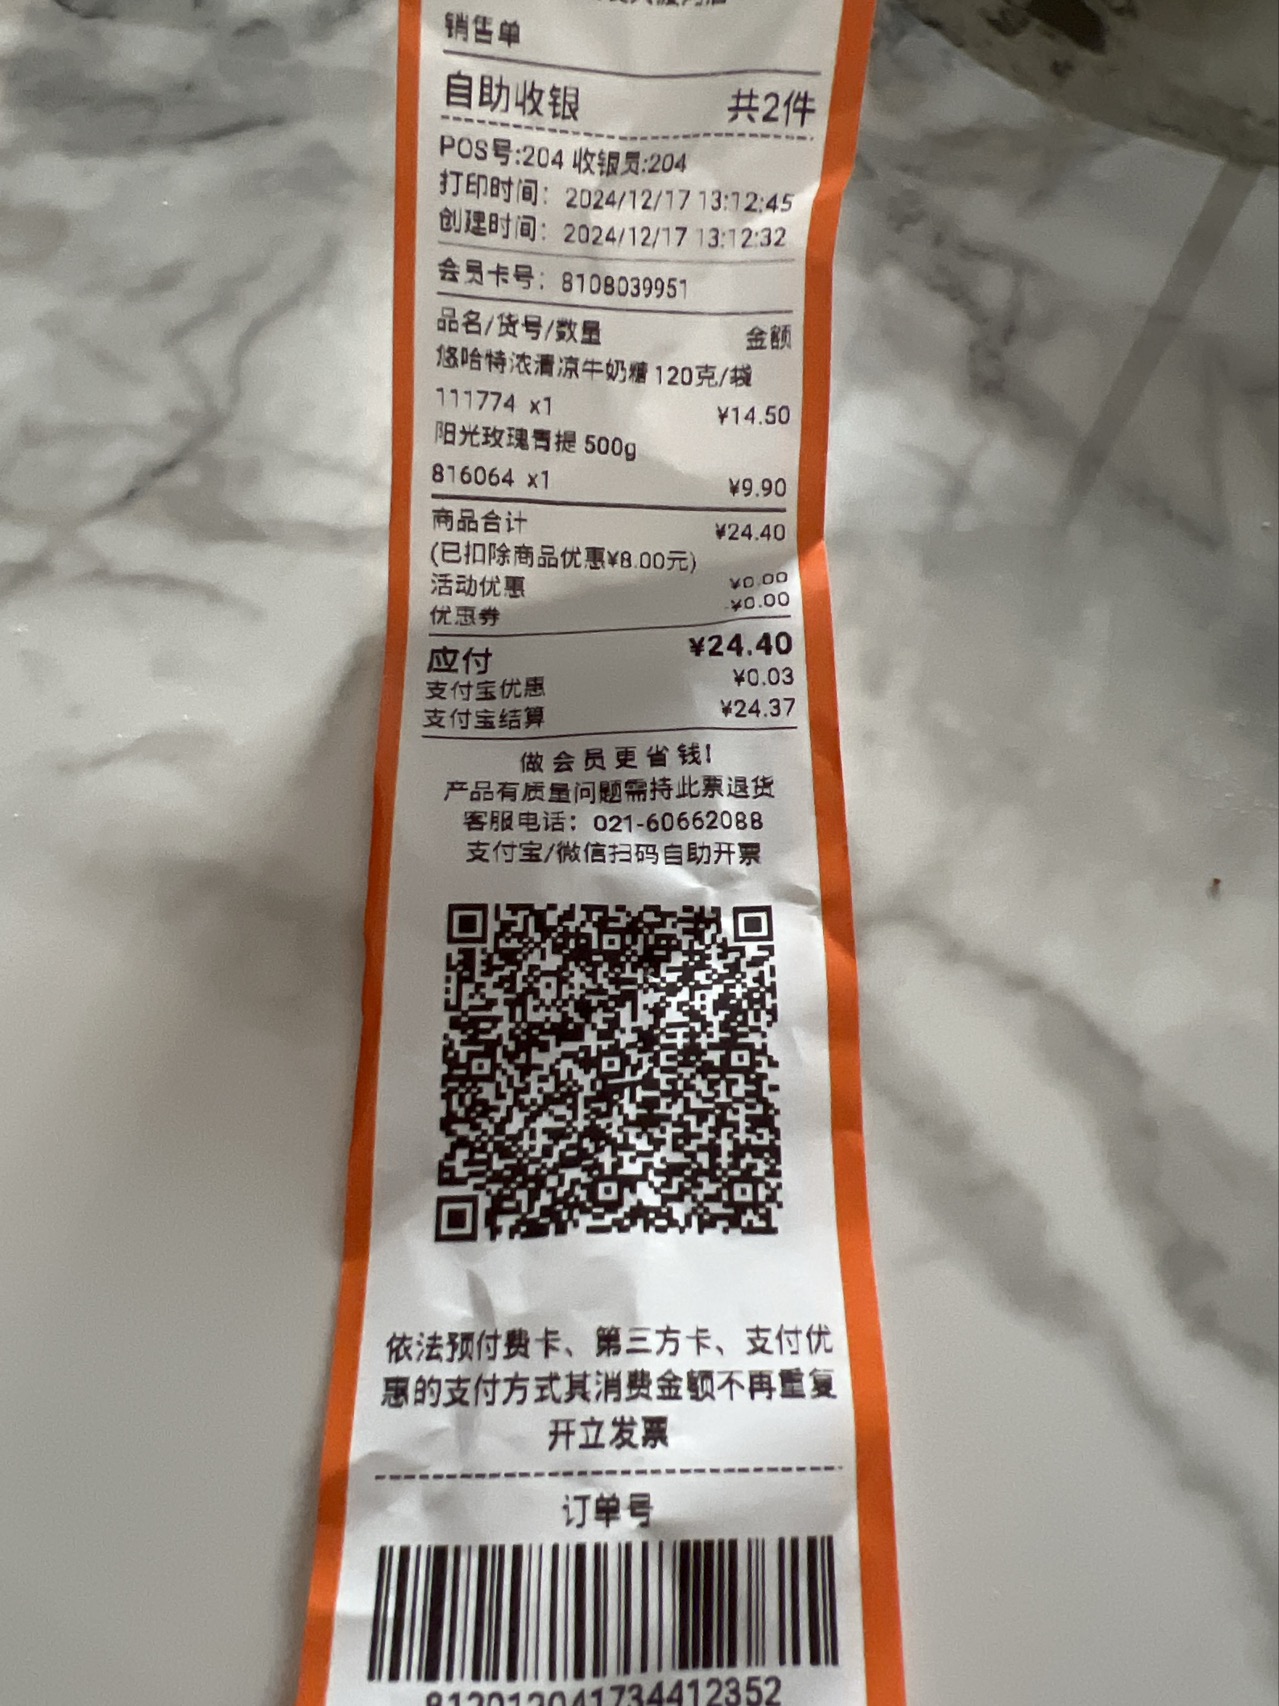 销售单
自助收银 共2件
POS号:204 收银员:204
打印时间：2024/12/17 13:12:45
创建时间：2024/12/17 13:12:32
会员卡号：8108039951
品名/货号/数量 金额
悠哈特浓清凉牛奶糖 120克/袋
111774 x1 ¥14.50
阳光玫瑰青提 500g
816064 x1 ¥9.90
商品合计 ¥24.40
(已扣除商品优惠¥8.00元)
活动优惠 ¥0.00
优惠券 -¥0.00
应付 ¥24.40
支付宝优惠 ¥0.03
支付宝结算 ¥24.37
做会员更省钱!
产品有质量问题需持此票退货
客服电话：021-60662088
支付宝/微信扫码自助开票
依法预付费卡、第三方卡、支付优
惠的支付方式其消费金额不再重复
开立发票
订单号
812012041734412352